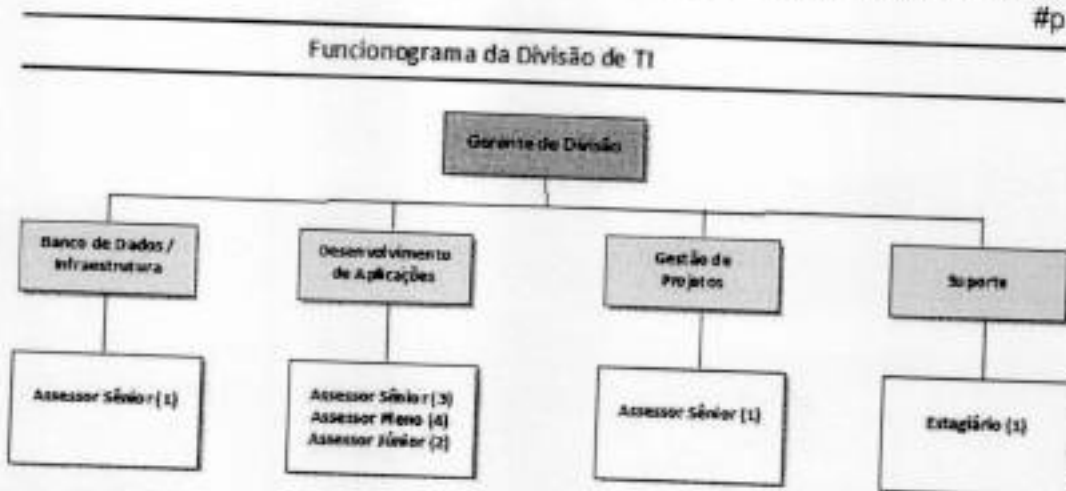 #p
Funcionograma da Divisão de TI
Gerente de Divisão
Banco de Dados /
Infraestrutura
Desenvolvimento
de Aplicações
Gestão de
Projetos
Suporte
Assessor Sênior (1)
Assessor Sênior (3)
Assessor Pleno (4)
Assessor Júnior (2)
Assessor Sênior (1)
Estagiário (1)